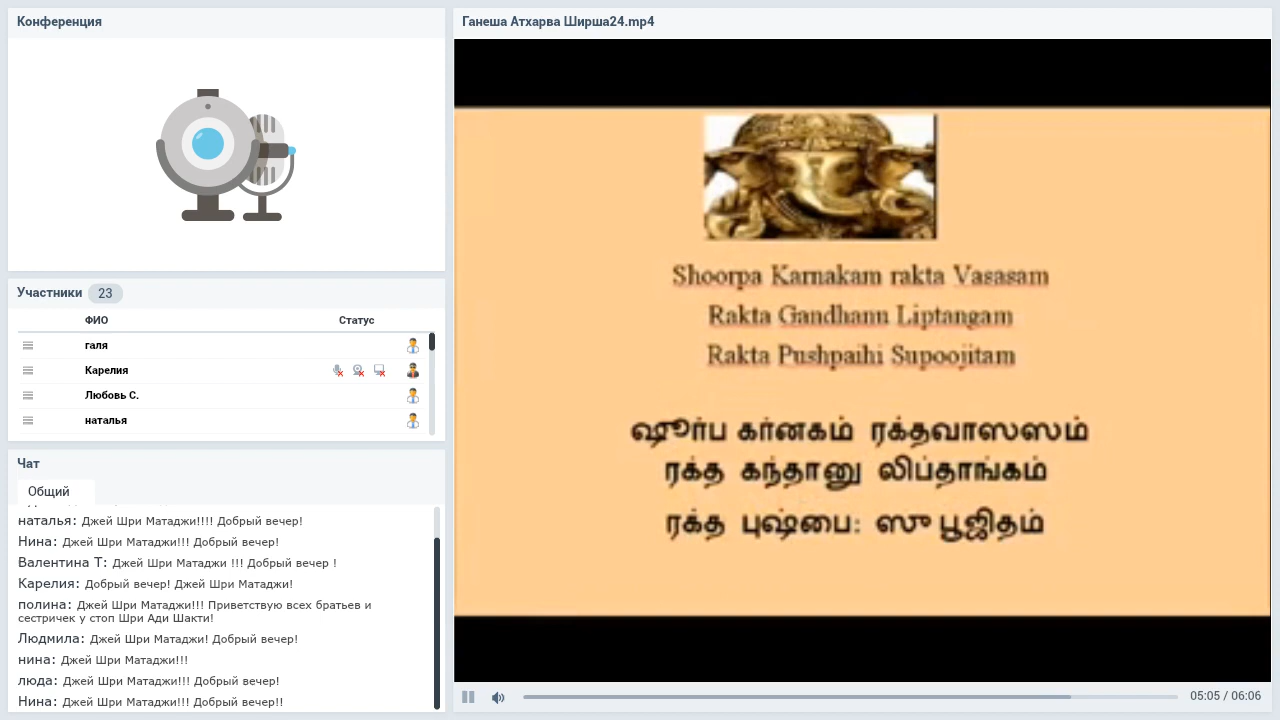 Конференция
Участники 23
ФИО Статус
галя
Карелия
Любовь С.
наталья
Чат
Общий
наталья: Джей Шри Матаджи!!!! Добрый вечер!
Нина: Джей Шри Матаджи!!! Добрый вечер!
Валентина Т: Джей Шри Матаджи !!! Добрый вечер !
Карелия: Добрый вечер! Джей Шри Матаджи!
полина: Джей Шри Матаджи!!! Приветствую всех братьев и
сестричек у стоп Шри Ади Шакти!
Людмила: Джей Шри Матаджи! Добрый вечер!
нина: Джей Шри Матаджи!!!
люда: Джей Шри Матаджи!!! Добрый вечер!
Нина: Джей Шри Матаджи!!! Добрый вечер!!
Ганеша Атхарва Ширша24.mp4
Shoorpa Karnakam rakta Vasasam
Rakta Gandhanu Liptangam
Rakta Pushpaihi Supoojitam
ஷூர்ப கர்னகம் ரக்தவாஸஸம்
ரக்த கந்தானு லிப்தாங்கம்
ரக்த புஷ்பை: ஸு பூஜிதம்
05:05 / 06:06